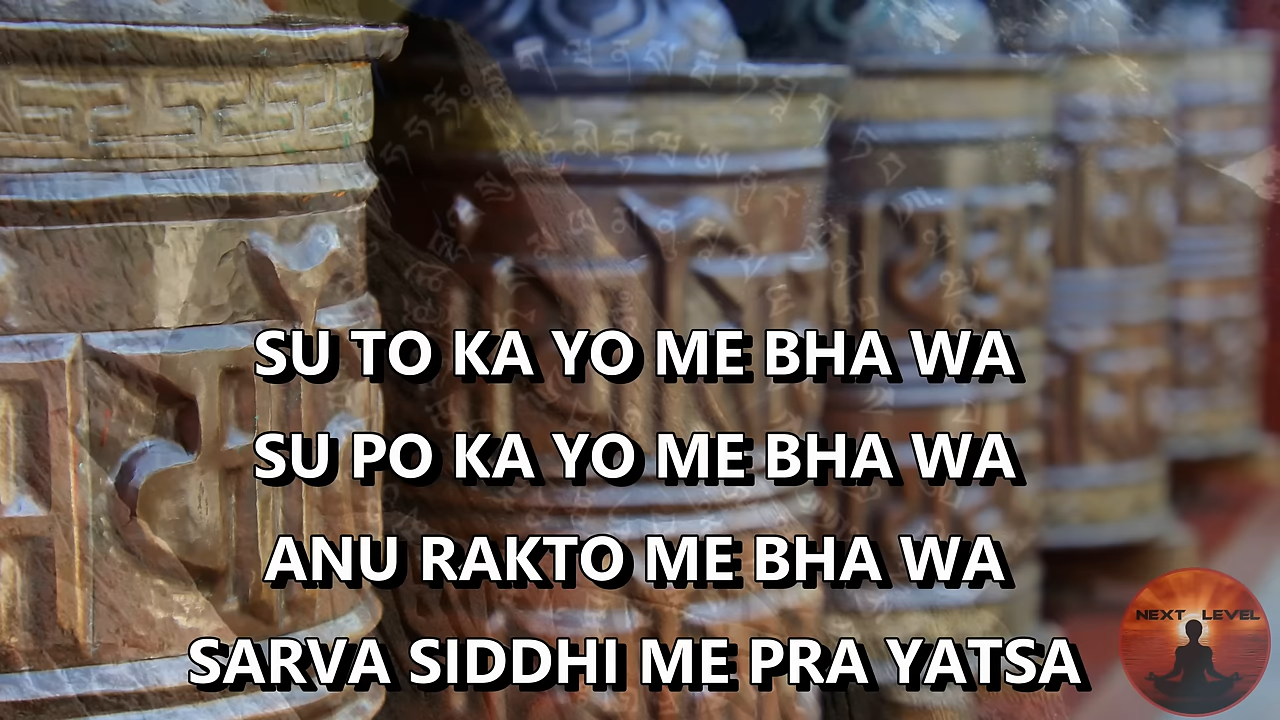 SU TO KA YO ME BHA WA
SU PO KA YO ME BHA WA
ANU RAKTO ME BHA WA
SARVA SIDDHI ME PRA YATSA
NEXT LEVEL